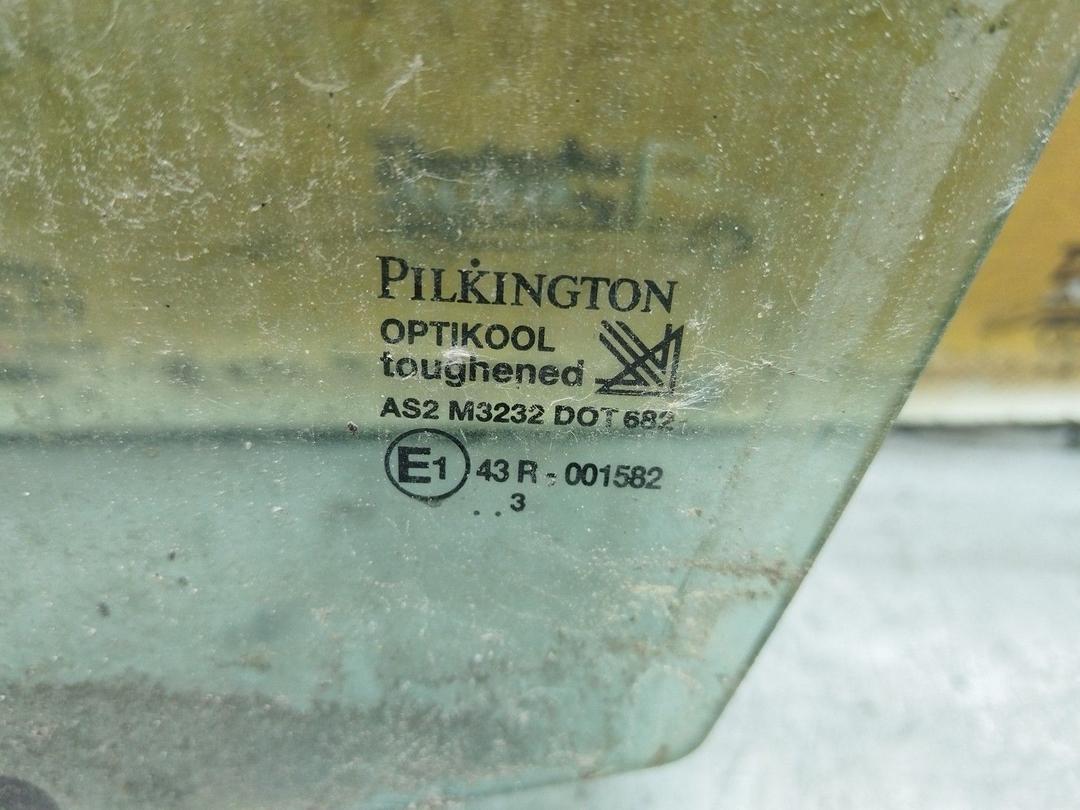 PILKINGTON
OPTIKOOL
toughened
AS2 M3232 DOT 682
E1 43 R - 001582
. . 3